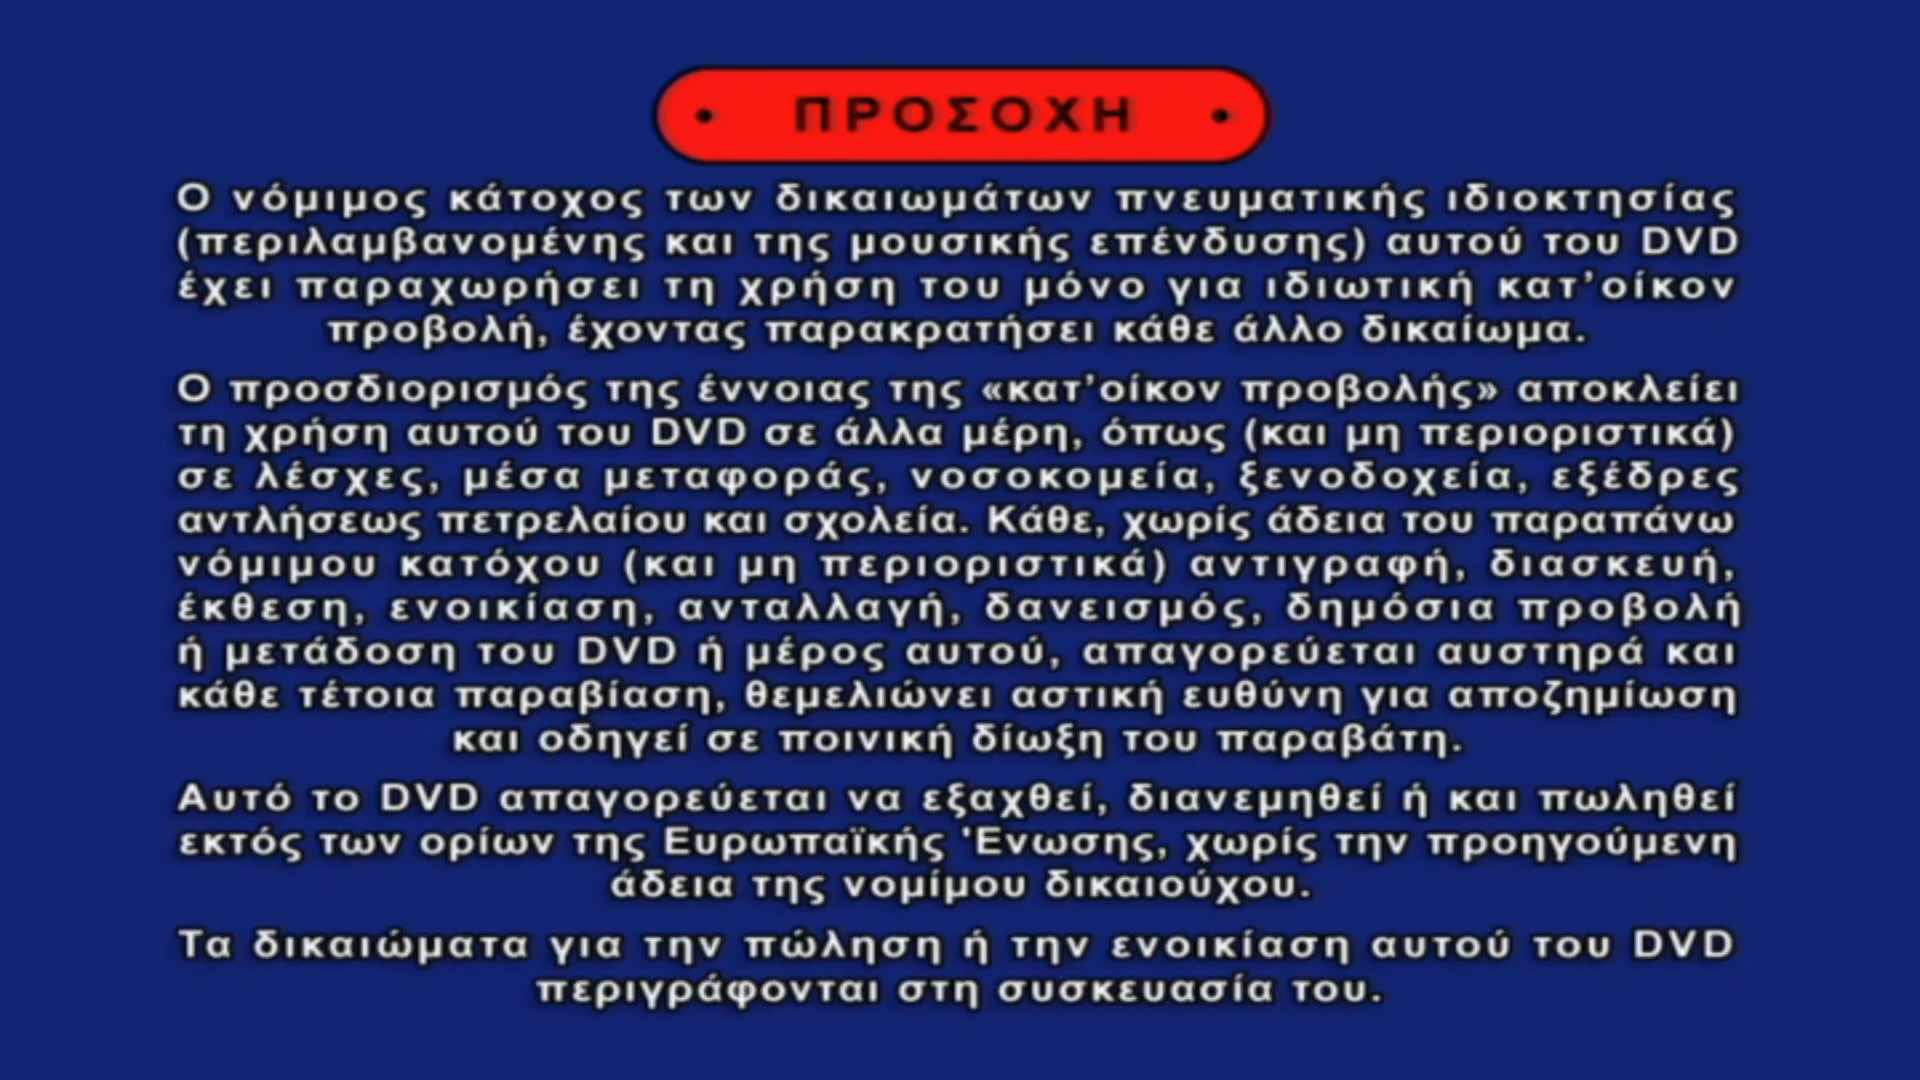 ΠΡΟΣΟΧΗ
Ο νόμιμος κάτοχος των δικαιωμάτων πνευματικής ιδιοκτησίας
(περιλαμβανομένης και της μουσικής επένδυσης) αυτού του DVD
έχει παραχωρήσει τη χρήση του μόνο για ιδιωτική κατ’οίκον
προβολή, έχοντας παρακρατήσει κάθε άλλο δικαίωμα.
Ο προσδιορισμός της έννοιας της «κατ’οίκον προβολής» αποκλείει
τη χρήση αυτού του DVD σε άλλα μέρη, όπως (και μη περιοριστικά)
σε λέσχες, μέσα μεταφοράς, νοσοκομεία, ξενοδοχεία, εξέδρες
αντλήσεως πετρελαίου και σχολεία. Κάθε, χωρίς άδεια του παραπάνω
νόμιμου κατόχου (και μη περιοριστικά) αντιγραφή, διασκευή,
έκθεση, ενοικίαση, ανταλλαγή, δανεισμός, δημόσια προβολή
ή μετάδοση του DVD ή μέρος αυτού, απαγορεύεται αυστηρά και
κάθε τέτοια παραβίαση, θεμελιώνει αστική ευθύνη για αποζημίωση
και οδηγεί σε ποινική δίωξη του παραβάτη.
Αυτό το DVD απαγορεύεται να εξαχθεί, διανεμηθεί ή και πωληθεί
εκτός των ορίων της Ευρωπαϊκής 'Ενωσης, χωρίς την προηγούμενη
άδεια της νομίμου δικαιούχου.
Τα δικαιώματα για την πώληση ή την ενοικίαση αυτού του DVD
περιγράφονται στη συσκευασία του.